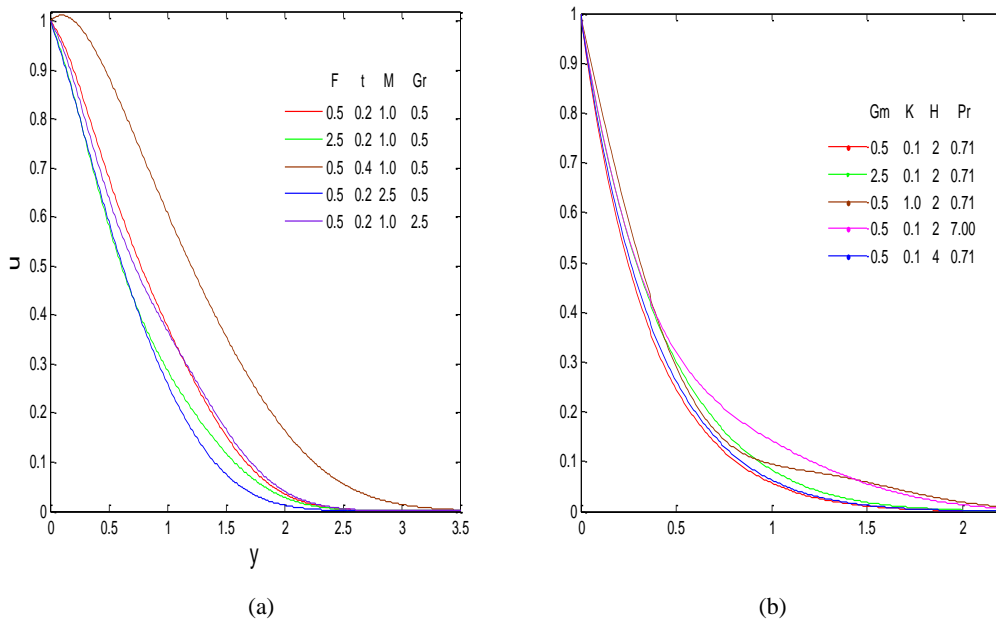 1
0.9
0.8
0.7
0.6
0.5
0.4
0.3
0.2
0.1
0
u
F t M Gr
0.5 0.2 1.0 0.5
2.5 0.2 1.0 0.5
0.5 0.4 1.0 0.5
0.5 0.2 2.5 0.5
0.5 0.2 1.0 2.5
0 0.5 1 1.5 2 2.5 3 3.5
y
(a)
1
0.9
0.8
0.7
0.6
0.5
0.4
0.3
0.2
0.1
0
Gm K H Pr
0.5 0.1 2 0.71
2.5 0.1 2 0.71
0.5 1.0 2 0.71
0.5 0.1 2 7.00
0.5 0.1 4 0.71
0 0.5 1 1.5 2
(b)